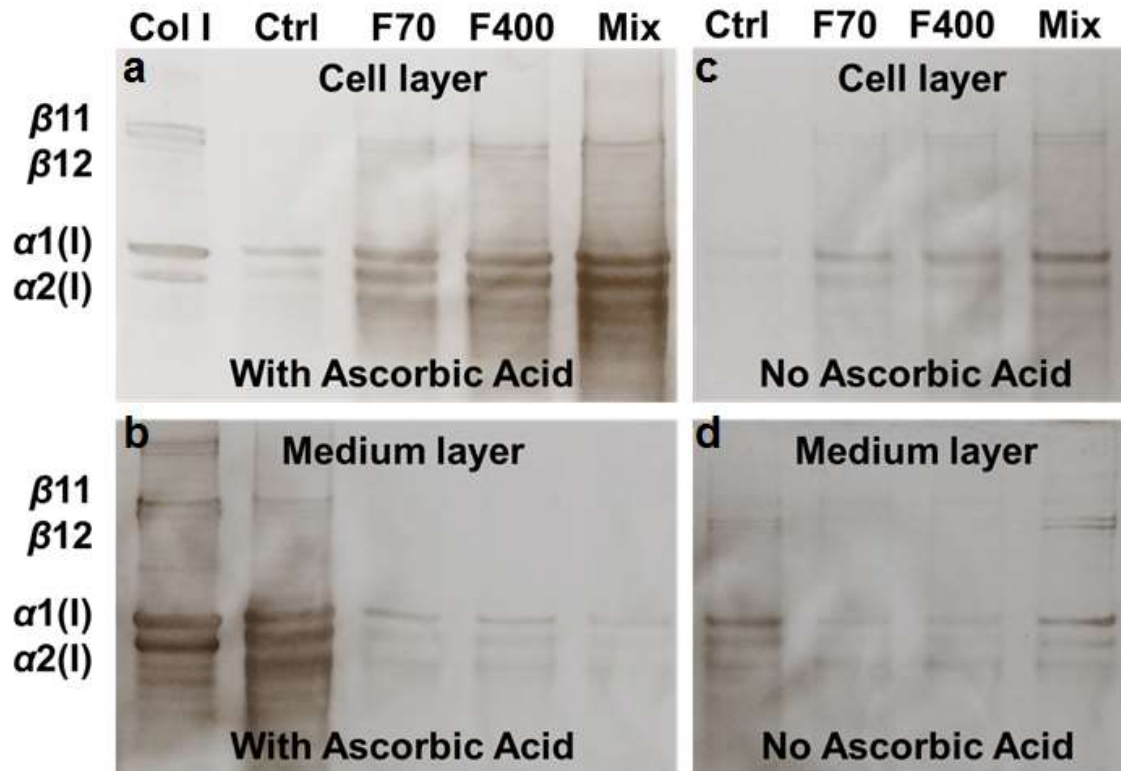 Col I Ctrl F70 F400 Mix Ctrl F70 F400 Mix
a Cell layer c Cell layer
β11
β12
α1(I)
α2(I)
With Ascorbic Acid No Ascorbic Acid
b Medium layer d Medium layer
β11
β12
α1(I)
α2(I)
With Ascorbic Acid No Ascorbic Acid